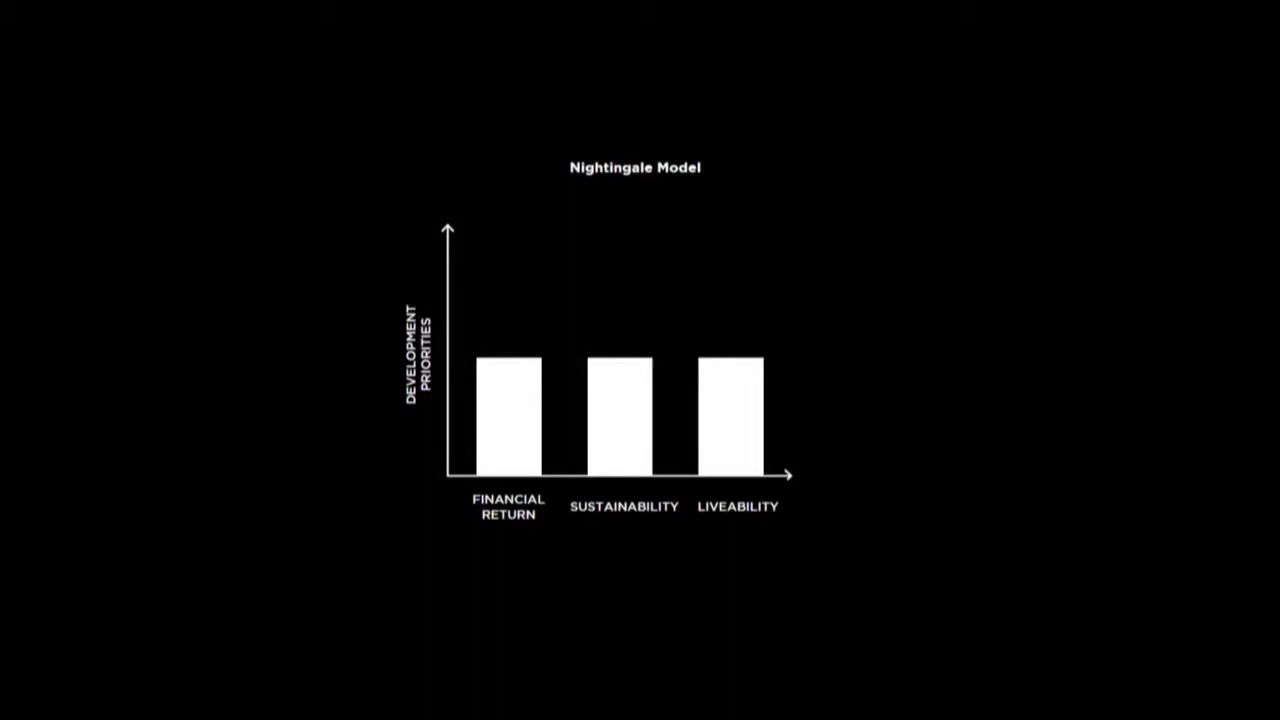 Nightingale Model
DEVELOPMENT
PRIORITIES
FINANCIAL
RETURN
SUSTAINABILITY
LIVEABILITY